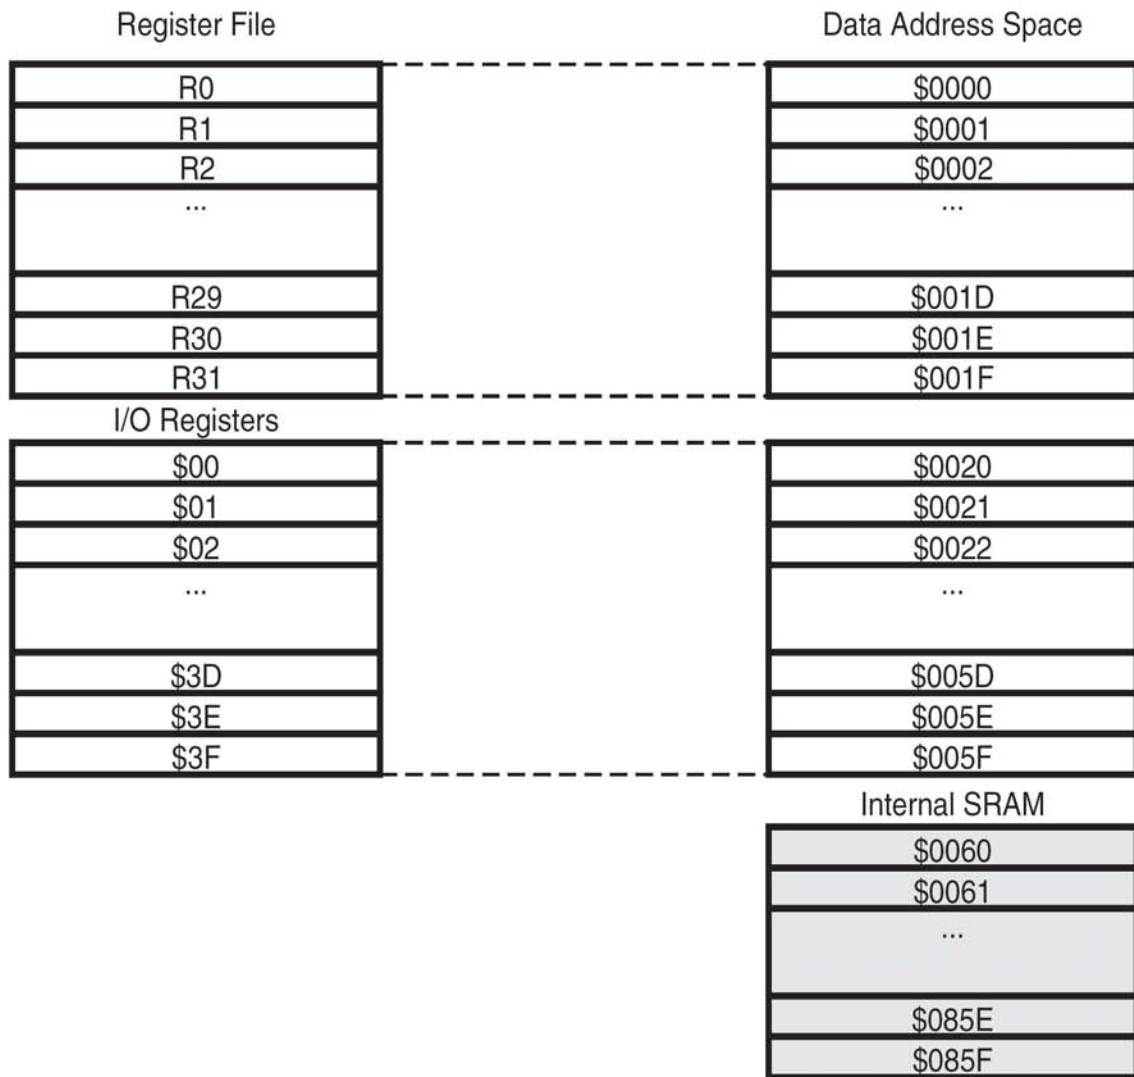 Register File
Data Address Space
R0
$0000
R1
$0001
R2
$0002
...
...
R29
$001D
R30
$001E
R31
$001F
I/O Registers
$00
$0020
$01
$0021
$02
$0022
...
...
$3D
$005D
$3E
$005E
$3F
$005F
Internal SRAM
$0060
$0061
...
$085E
$085F